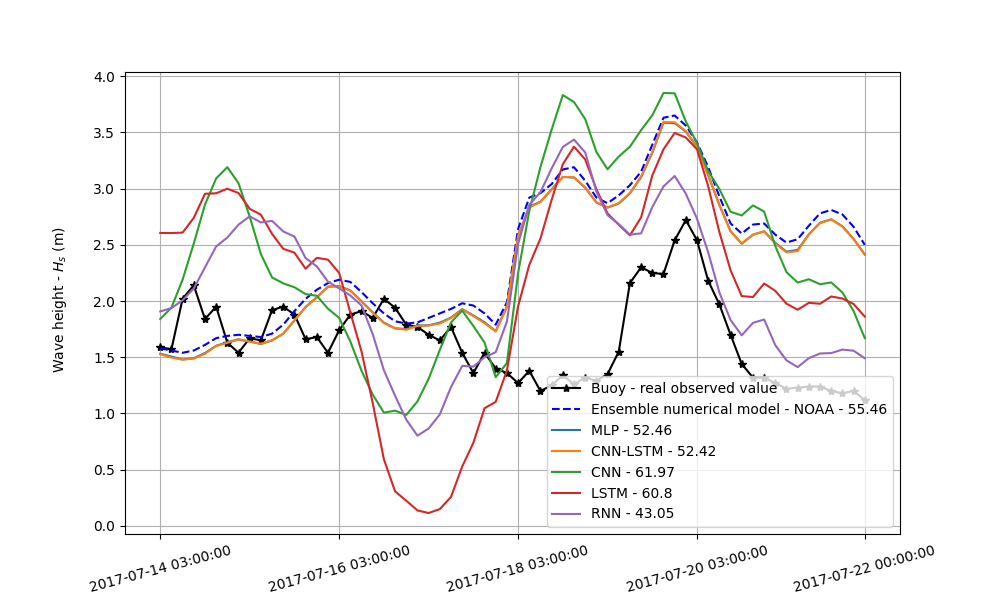 4.0
3.5
3.0
2.5
2.0
1.5
1.0
0.5
0.0
Wave height - Hs (m)
Buoy - real observed value
Ensemble numerical model - NOAA - 55.46
MLP - 52.46
CNN-LSTM - 52.42
CNN - 61.97
LSTM - 60.8
RNN - 43.05
2017-07-14 03:00:00
2017-07-16 03:00:00
2017-07-18 03:00:00
2017-07-20 03:00:00
2017-07-22 00:00:00